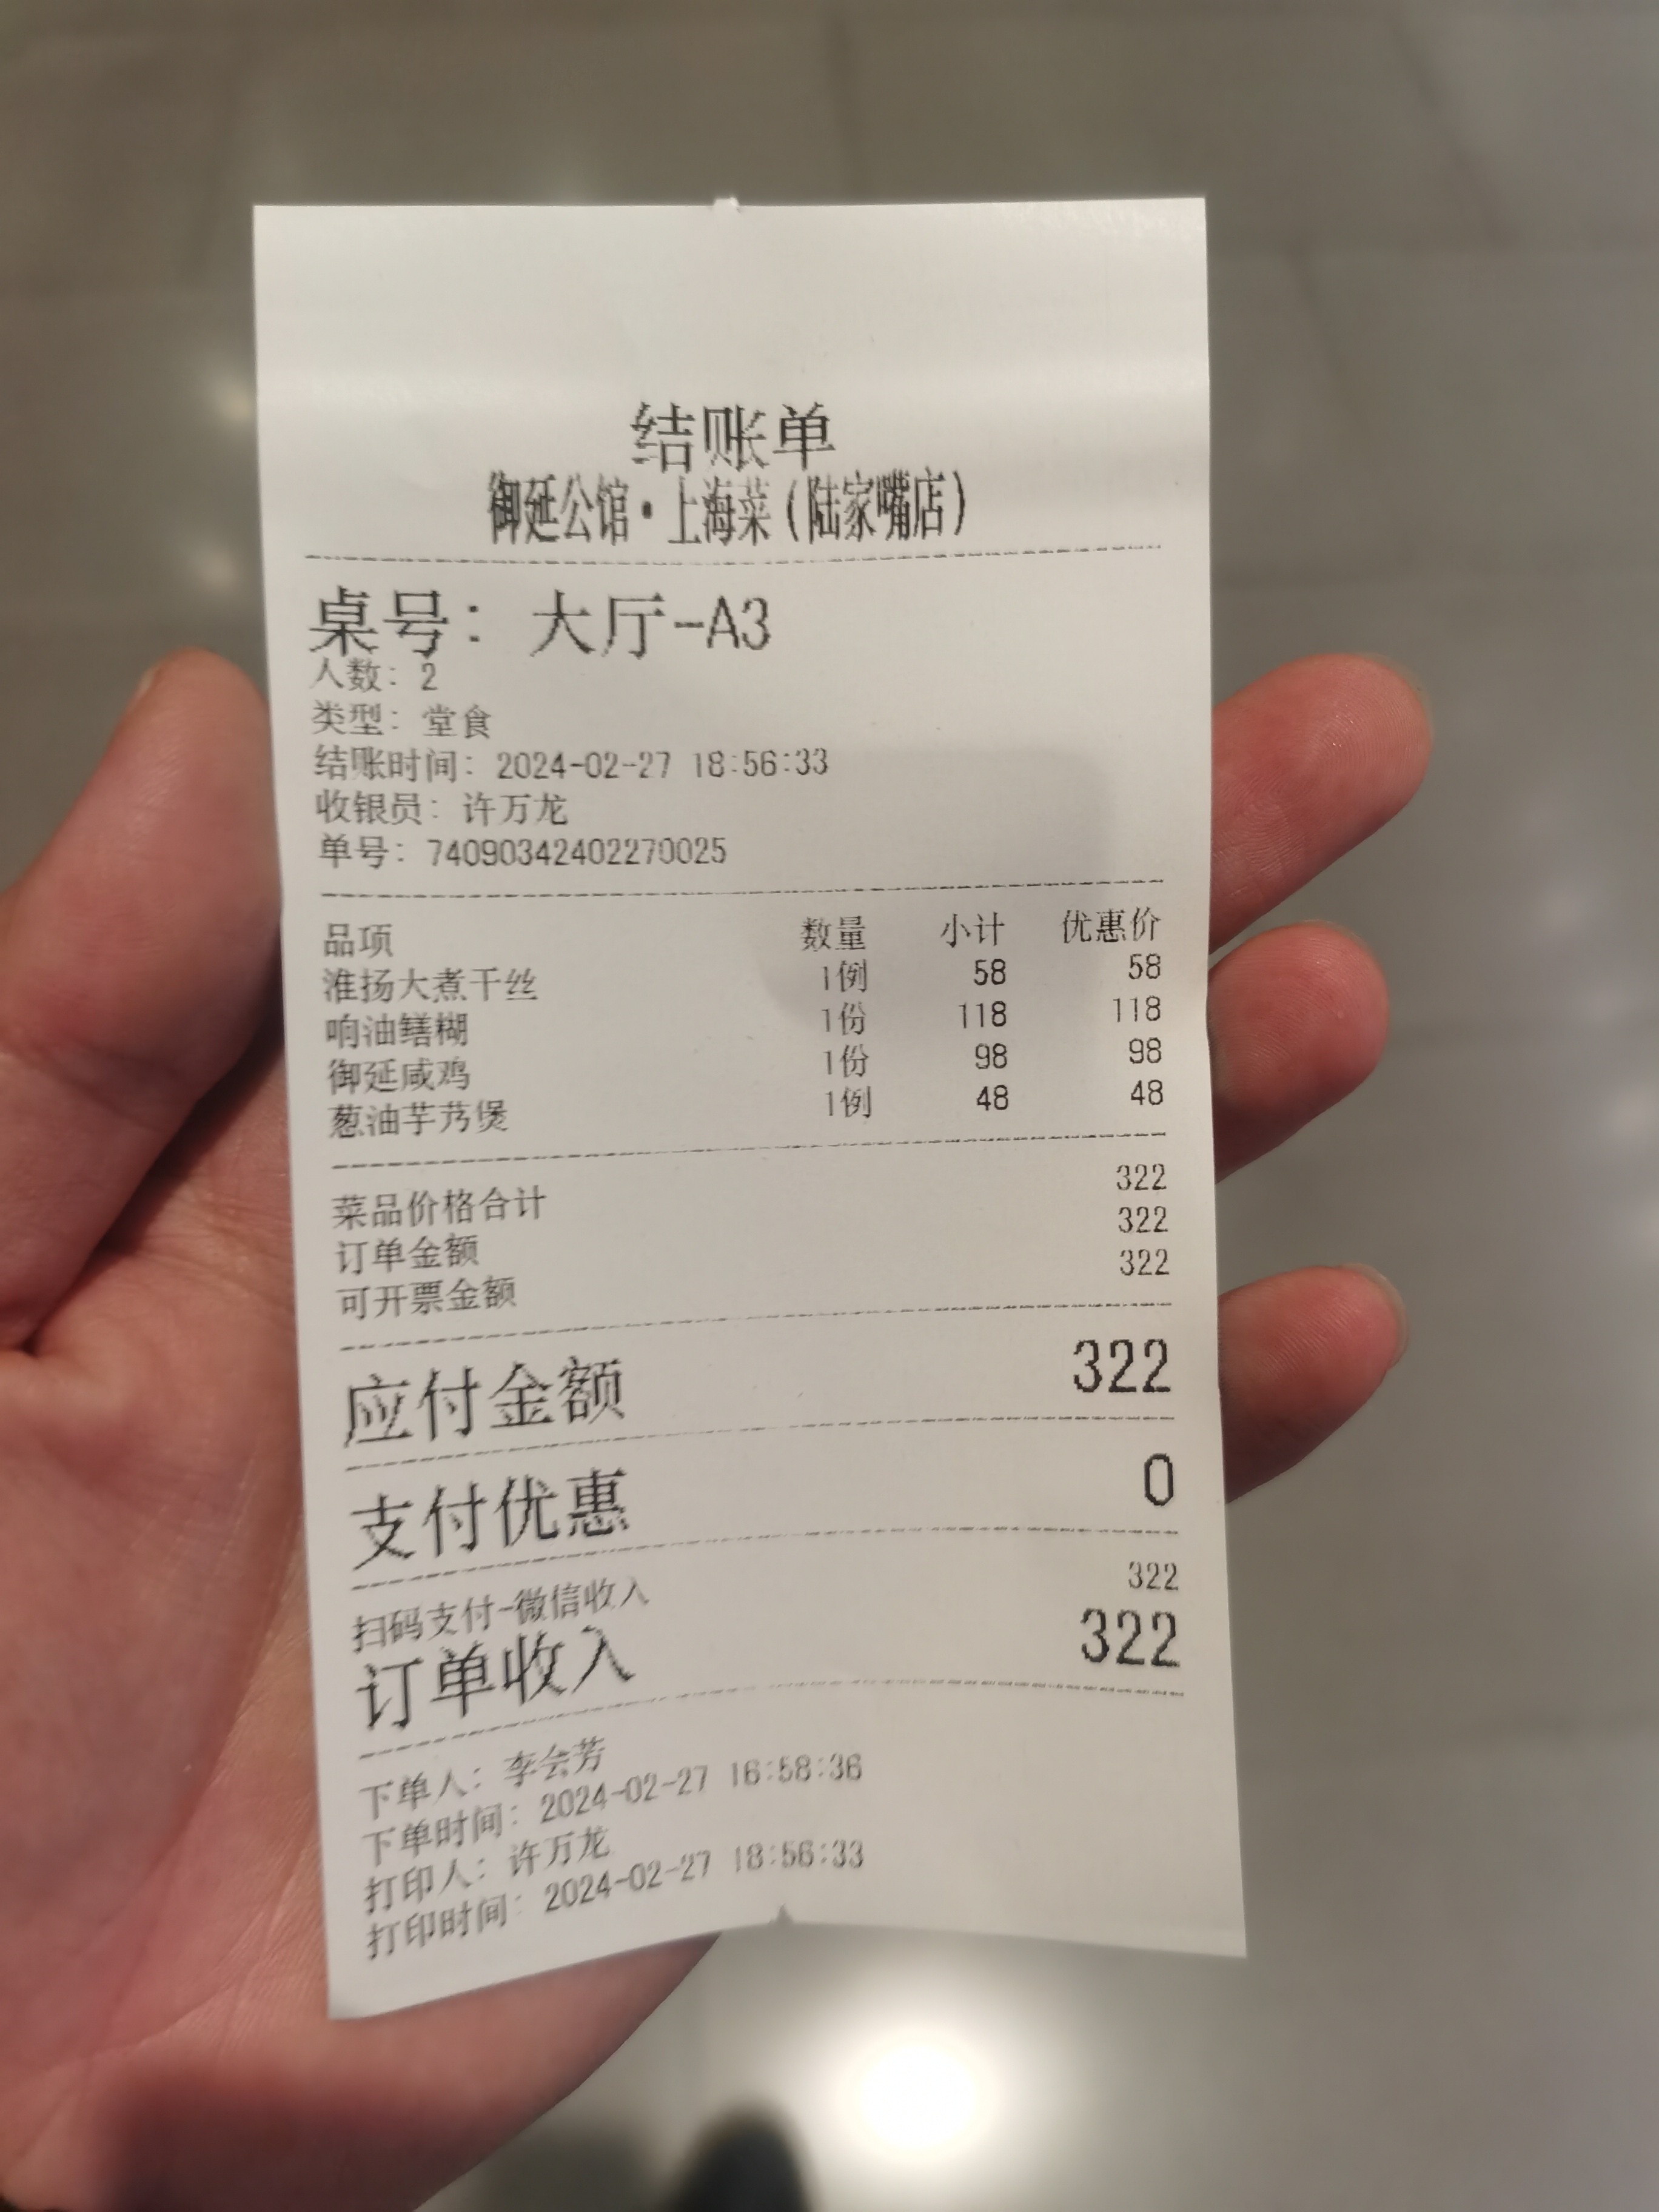 结账单
御延公馆·上海菜(陆家嘴店)
桌号: 大厅-A3
人数: 2
类型: 堂食
结账时间: 2024-02-27 18:56:33
收银员: 许万龙
单号: 74090342402270025
品项 数量 小计 优惠价
淮扬大煮干丝 1例 58 58
响油鳝糊 1份 118 118
御延咸鸡 1份 98 98
葱油芋艿煲 1例 48 48
菜品价格合计 322
订单金额 322
可开票金额 322
应付金额 322
支付优惠 0
扫码支付-微信收入 322
订单收入 322
下单人: 李会芳
下单时间: 2024-02-27 16:58:36
打印人: 许万龙
打印时间: 2024-02-27 18:56:33